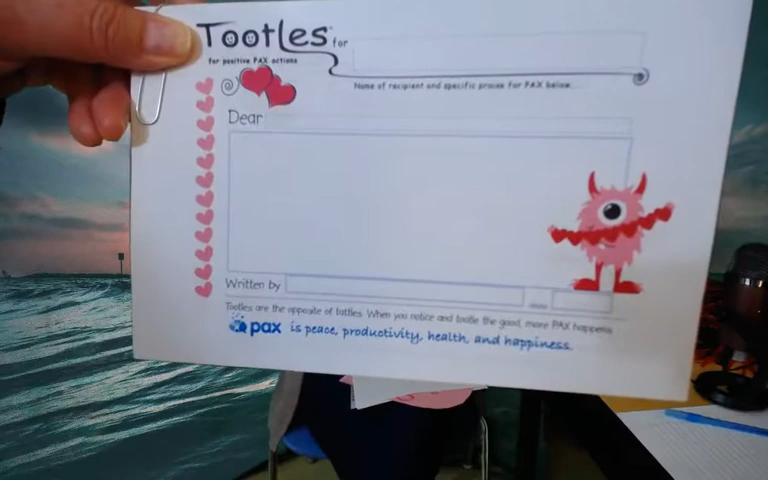 Tootles for
for positive PAX actions
Name of recipient and specific praise for PAX below.
Dear
Written by
Tootles are the opposite of tattles. When you notice and tootle the good, more PAX happens
pax is peace, productivity, health, and happiness.